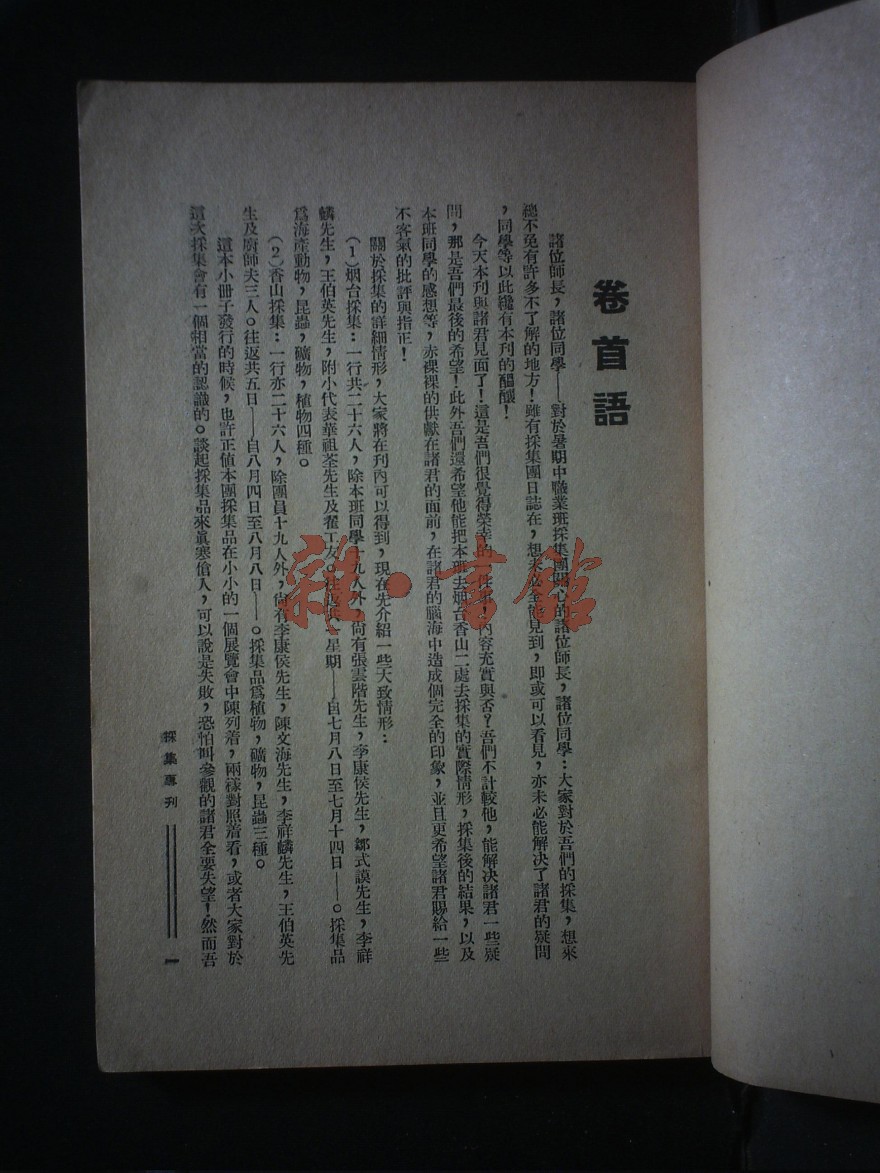 卷首語
諸位師長，諸位同學——對於暑期中職業班採集團關心的諸位師長，諸位同學：大家對於吾們的採集，想來
總不免有許多不了解的地方！雖有採集團日誌在，想未必全都見到，即或可以看見，亦未必能解決了諸君的疑問
，同學等以此纔有本刊的醞釀！
今天本刊與諸君見面了！這是吾們很覺得榮幸的一件事！內容充實與否？吾們不計較他，能解決諸君一些疑
問，那是吾們最後的希望！此外吾們還希望他能把本班去烟台香山二處去採集的實際情形，採集後的結果，以及
本班同學的感想等，赤裸裸的供獻在諸君的面前，在諸君的腦海中造成個完全的印象，並且更希望諸君賜給一些
不客氣的批評與指正！
關於採集的詳細情形，大家將在刊內可以得到，現在先介紹一些大致情形：
(1)烟台採集：一行共二十六人，除本班同學十九人外，尚有張雲階先生，李康侯先生，鄒式謨先生，李祥
麟先生，王伯英先生，附小代表華祖荃先生及翟工友。往返共一星期——自七月八日至七月十四日——。採集品
爲海產動物，昆蟲，礦物，植物四種。
(2)香山採集：一行亦二十六人，除團員十九人外，尚有李康侯先生，陳文海先生，李祥麟先生，王伯英先
生及廚師夫三人。往返共五日——自八月四日至八月八日——。採集品爲植物，礦物，昆蟲三種。
這本小冊子發行的時候，也許正值本團採集品在小小的一個展覽會中陳列着，兩樣對照着看，或者大家對於
這次採集會有一個相當的認識的。談起採集品來眞寒傖人，可以說是失敗，恐怕叫參觀的諸君全要失望！然而吾
採集專刊 一
雜·書館